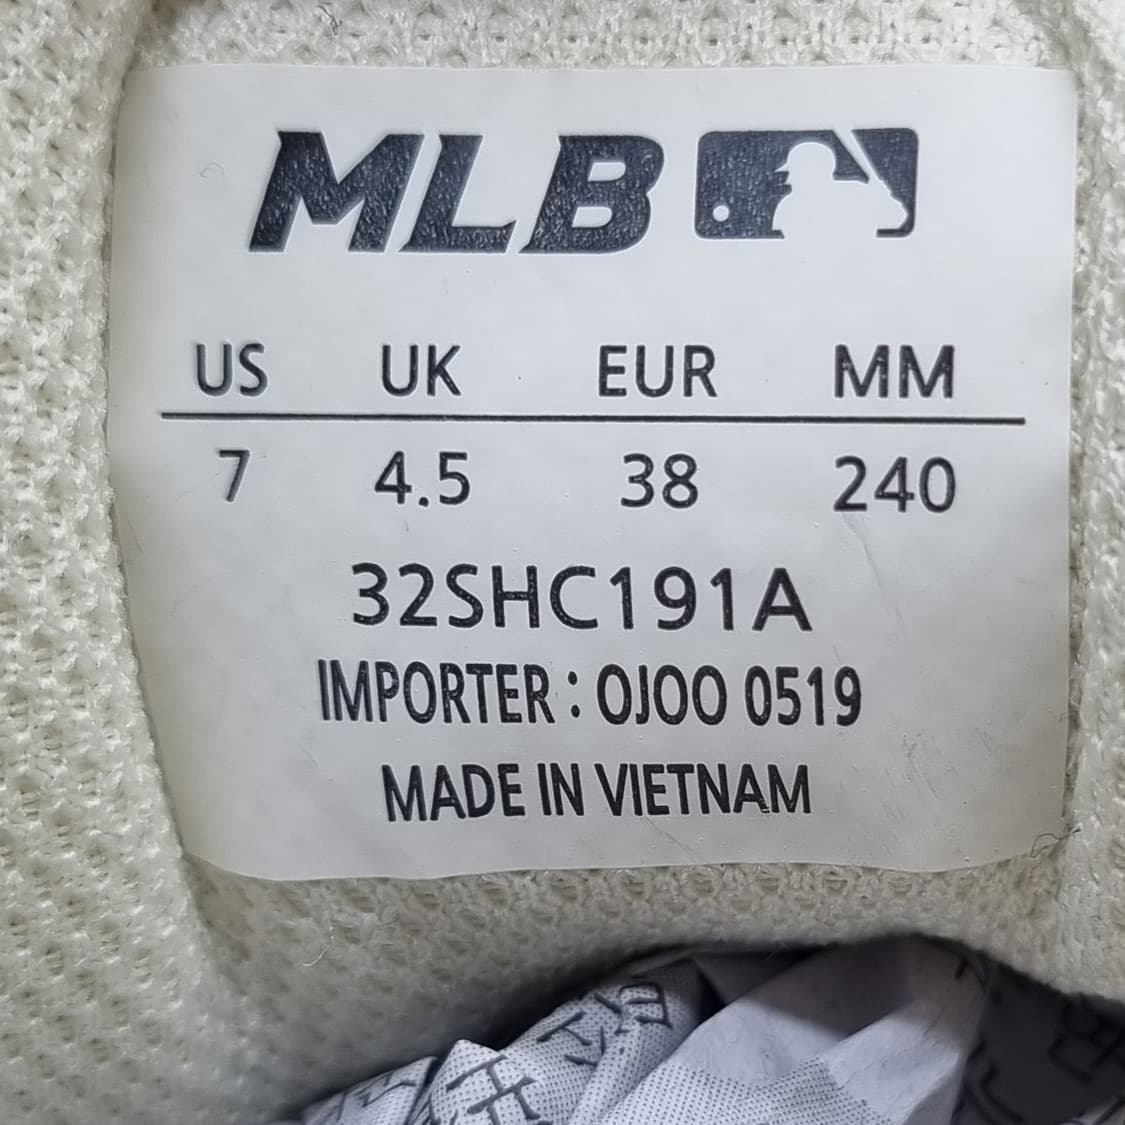 MLB
US UK EUR MM
7 4.5 38 240
32SHC191A
IMPORTER : OJOO 0519
MADE IN VIETNAM